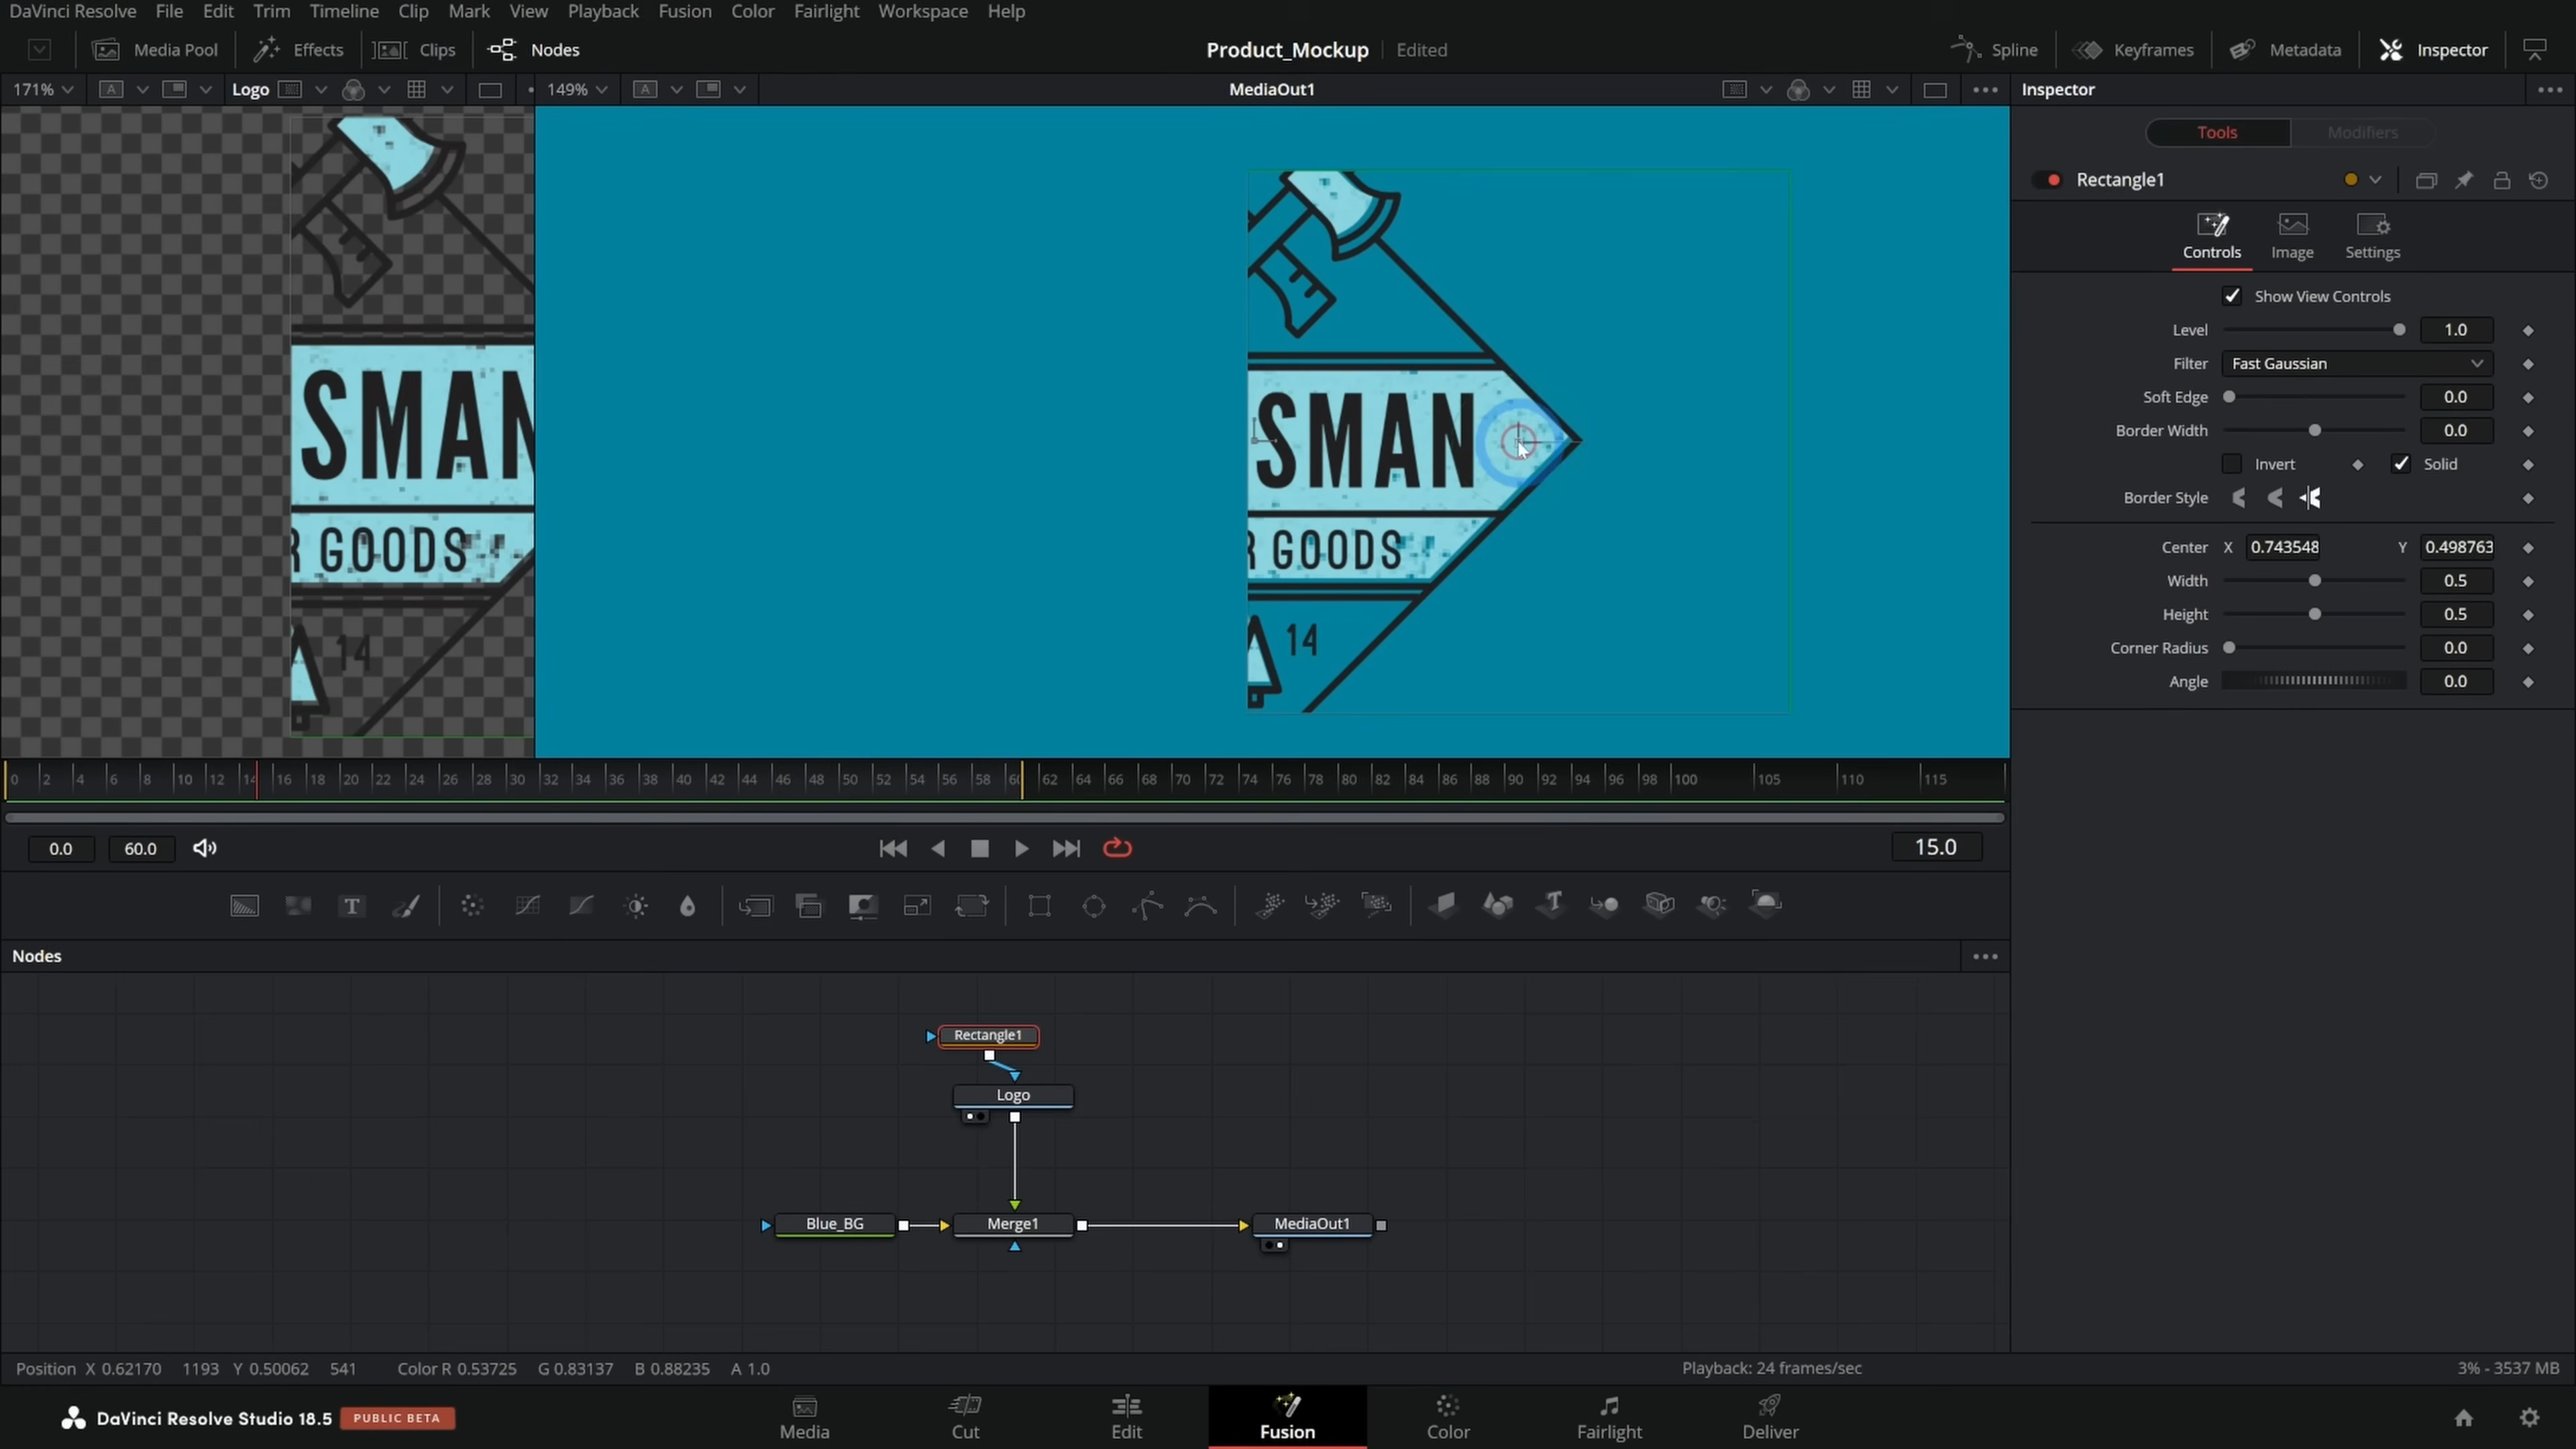 DaVinci Resolve File Edit Trim Timeline Clip Mark View Playback Fusion Color Fairlight Workspace Help
Media Pool Effects Clips Nodes Product_Mockup Edited Spline Keyframes Metadata Inspector
171% A Logo 149% A MediaOut1 Inspector
Tools Modifiers
Rectangle1
Controls Image Settings
Show View Controls
Level 1.0
Filter Fast Gaussian
Soft Edge 0.0
Border Width 0.0
Invert Solid
Border Style
Center X 0.743548 Y 0.498763
Width 0.5
Height 0.5
Corner Radius 0.0
Angle 0.0
SMAN
R GOODS
14
SMAN
R GOODS
14
0 2 4 6 8 10 12 14 16 18 20 22 24 26 28 30 32 34 36 38 40 42 44 46 48 50 52 54 56 58 60 62 64 66 68 70 72 74 76 78 80 82 84 86 88 90 92 94 96 98 100 105 110 115
0.0 60.0 15.0
T T
Nodes
Rectangle1
Logo
Blue_BG Merge1 MediaOut1
Position X 0.62170 1193 Y 0.50062 541 Color R 0.53725 G 0.83137 B 0.88235 A 1.0 Playback: 24 frames/sec 3% - 3537 MB
DaVinci Resolve Studio 18.5 PUBLIC BETA Media Cut Edit Fusion Color Fairlight Deliver